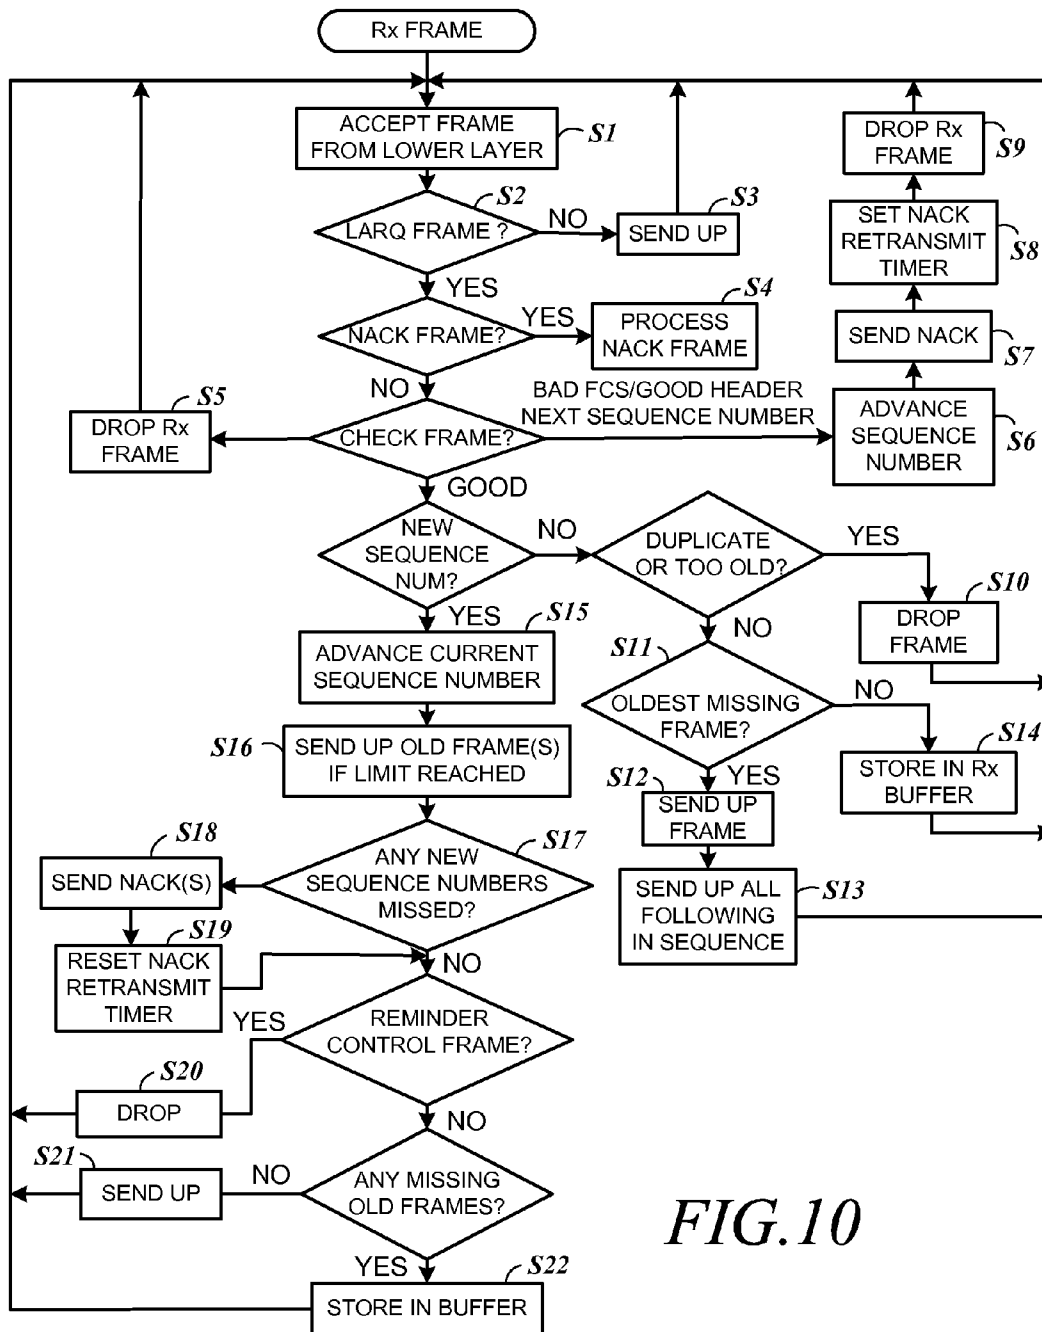 Rx FRAME
ACCEPT FRAME
FROM LOWER LAYER
S1
S2
LARQ FRAME ?
NO
S3
SEND UP
YES
NACK FRAME?
YES
S4
PROCESS
NACK FRAME
NO
S5
DROP Rx
FRAME
CHECK FRAME?
BAD FCS/GOOD HEADER
NEXT SEQUENCE NUMBER
ADVANCE
SEQUENCE
NUMBER
S6
SEND NACK
S7
SET NACK
RETRANSMIT
TIMER
S8
DROP Rx
FRAME
S9
GOOD
NEW
SEQUENCE
NUM?
NO
DUPLICATE
OR TOO OLD?
YES
S10
DROP
FRAME
NO
S11
OLDEST MISSING
FRAME?
NO
S14
STORE IN Rx
BUFFER
YES
S12
SEND UP
FRAME
SEND UP ALL
FOLLOWING
IN SEQUENCE
S13
YES
S15
ADVANCE CURRENT
SEQUENCE NUMBER
S16
SEND UP OLD FRAME(S)
IF LIMIT REACHED
S17
ANY NEW
SEQUENCE NUMBERS
MISSED?
S18
SEND NACK(S)
S19
RESET NACK
RETRANSMIT
TIMER
NO
REMINDER
CONTROL FRAME?
YES
S20
DROP
NO
ANY MISSING
OLD FRAMES?
NO
S21
SEND UP
YES
S22
STORE IN BUFFER
FIG.10